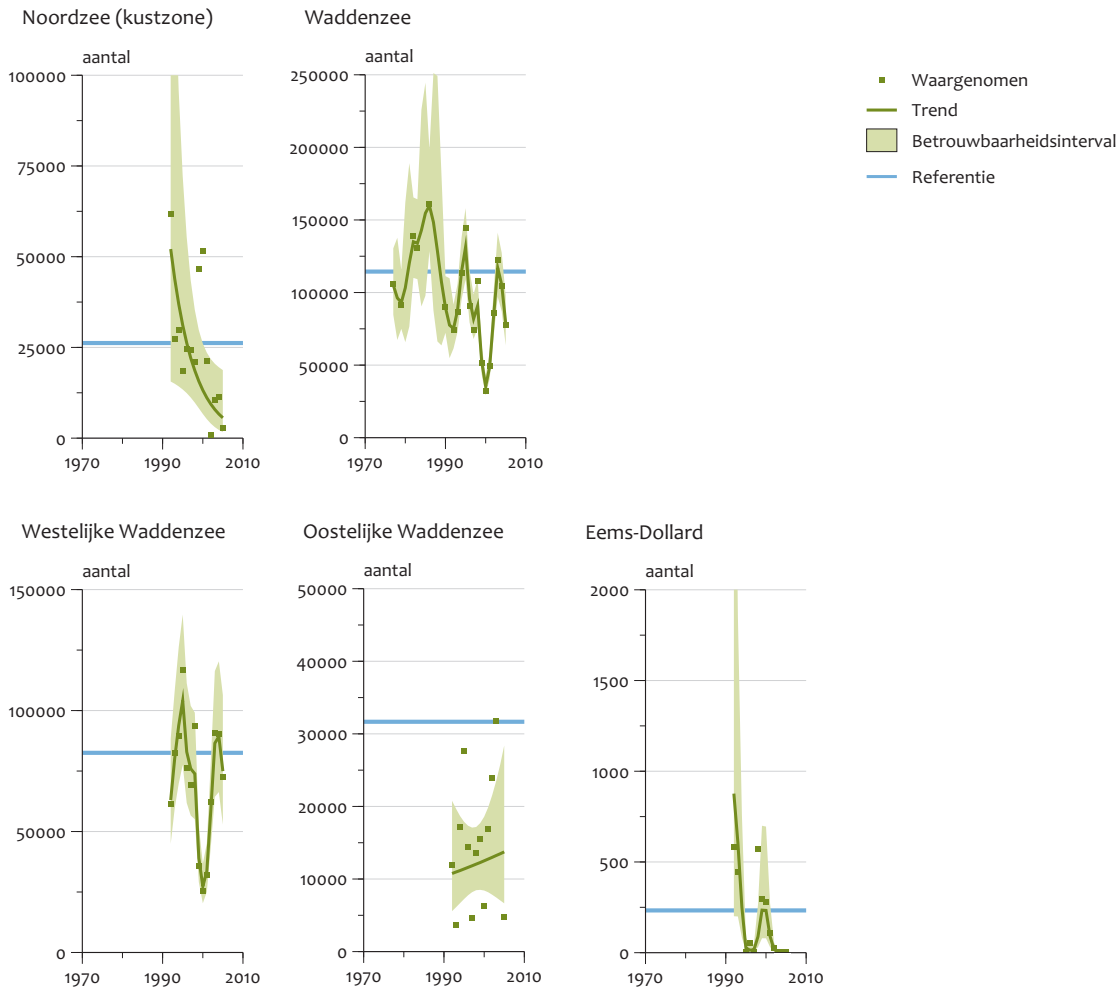 Noordzee (kustzone)
aantal
100000
75000
50000
25000
0
1970
1990
2010
Waddenzee
aantal
250000
200000
150000
100000
50000
0
1970
1990
2010
Waargenomen
Trend
Betrouwbaarheidsinterval
Referentie
Westelijke Waddenzee
aantal
150000
100000
50000
0
1970
1990
2010
Oostelijke Waddenzee
aantal
50000
40000
30000
20000
10000
0
1970
1990
2010
Eems-Dollard
aantal
2000
1500
1000
500
0
1970
1990
2010